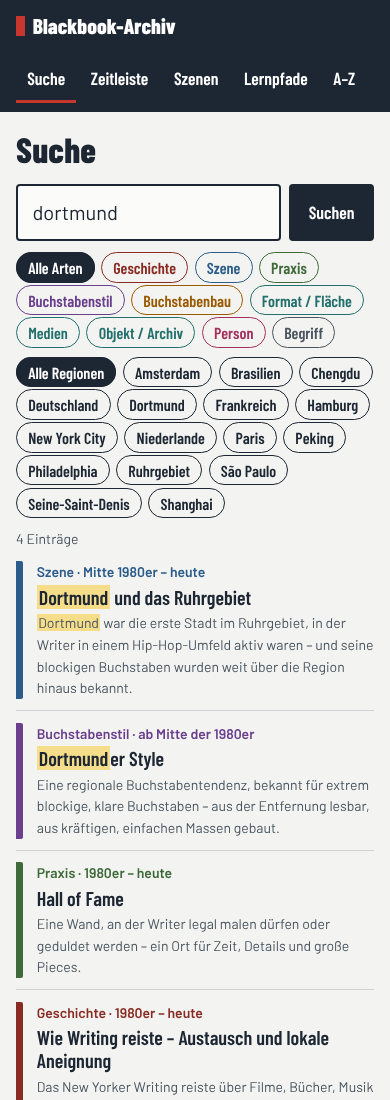 Blackbook-Archiv
Suche Zeitleiste Szenen Lernpfade A–Z
Suche
dortmund Suchen
Alle Arten Geschichte Szene Praxis
Buchstabenstil Buchstabenbau Format / Fläche
Medien Objekt / Archiv Person Begriff
Alle Regionen Amsterdam Brasilien Chengdu
Deutschland Dortmund Frankreich Hamburg
New York City Niederlande Paris Peking
Philadelphia Ruhrgebiet São Paulo
Seine-Saint-Denis Shanghai
4 Einträge
Szene · Mitte 1980er – heute
Dortmund und das Ruhrgebiet
Dortmund war die erste Stadt im Ruhrgebiet, in der
Writer in einem Hip-Hop-Umfeld aktiv waren – und seine
blockigen Buchstaben wurden weit über die Region
hinaus bekannt.
Buchstabenstil · ab Mitte der 1980er
Dortmunder Style
Eine regionale Buchstabentendenz, bekannt für extrem
blockige, klare Buchstaben – aus der Entfernung lesbar,
aus kräftigen, einfachen Massen gebaut.
Praxis · 1980er – heute
Hall of Fame
Eine Wand, an der Writer legal malen dürfen oder
geduldet werden – ein Ort für Zeit, Details und große
Pieces.
Geschichte · 1980er – heute
Wie Writing reiste – Austausch und lokale
Aneignung
Das New Yorker Writing reiste über Filme, Bücher, Musik